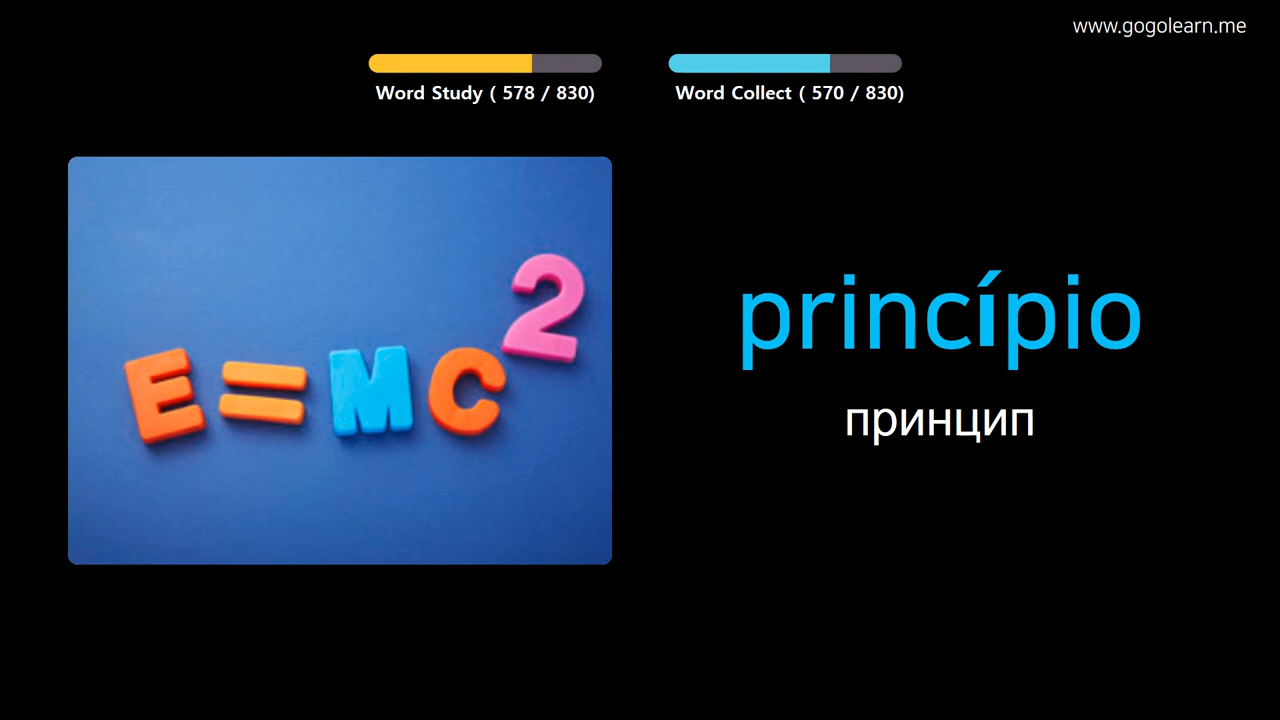 www.gogolearn.me
Word Study ( 578 / 830)
Word Collect ( 570 / 830)
E=MC²
princípio
принцип